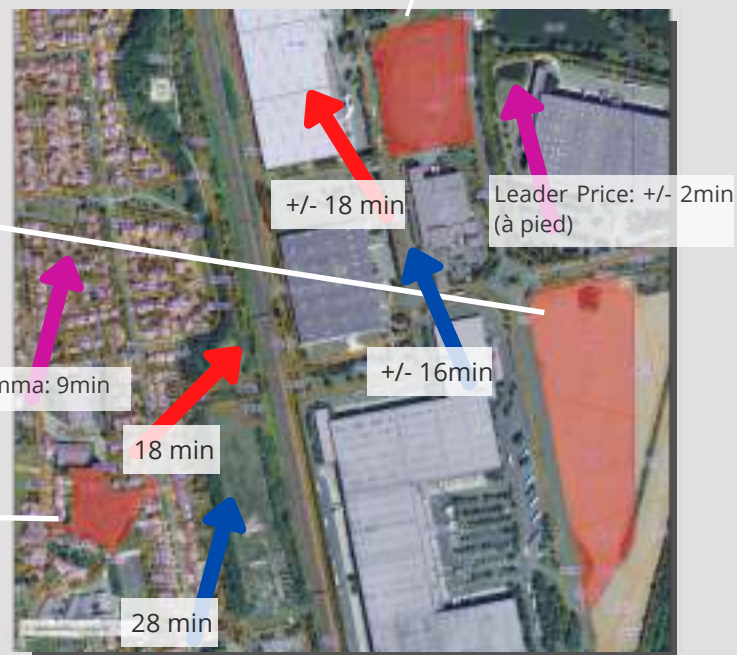 +/- 18 min
Leader Price: +/- 2min
(à pied)
+/- 16min
mma: 9min
18 min
28 min